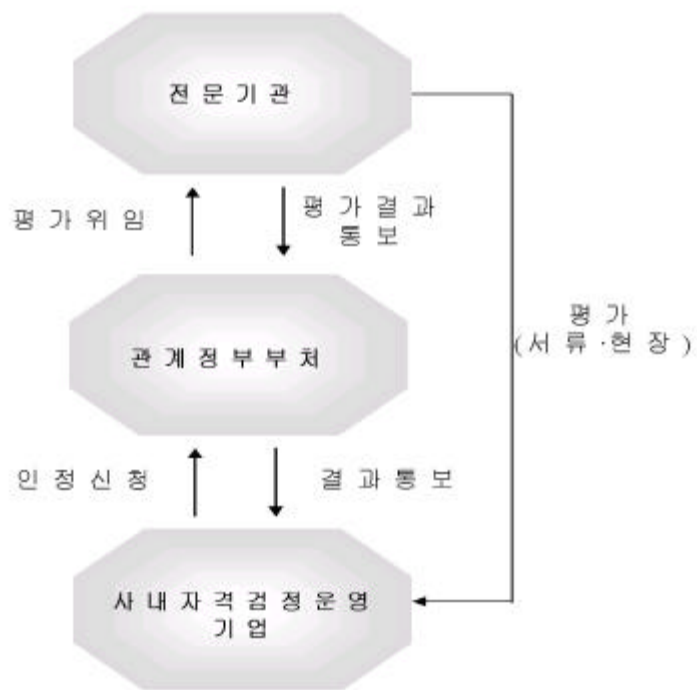 전문기관
평가위임
평가결과
통보
관계정부부처
평가
(서류·현장)
인정신청
결과통보
사내자격검정운영
기업